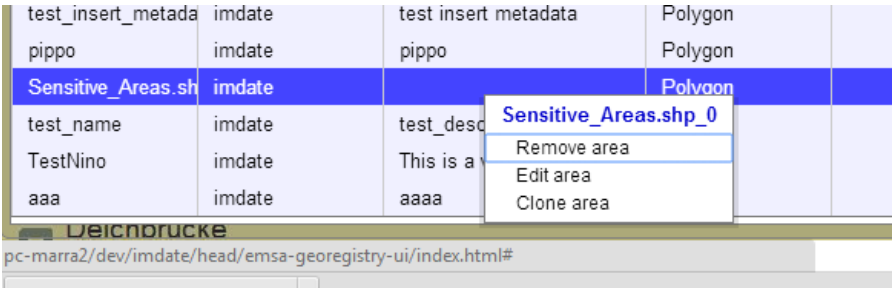 test_insert_metada imdate test insert metadata Polygon
pippo imdate pippo Polygon
Sensitive_Areas.sh imdate Polygon
Sensitive_Areas.shp_0
test_name imdate test_desc
Remove area
TestNino imdate This is a
Edit area
aaa imdate aaaa
Clone area
Deichbrücke
pc-marra2/dev/imdate/head/emsa-georegistry-ui/index.html#